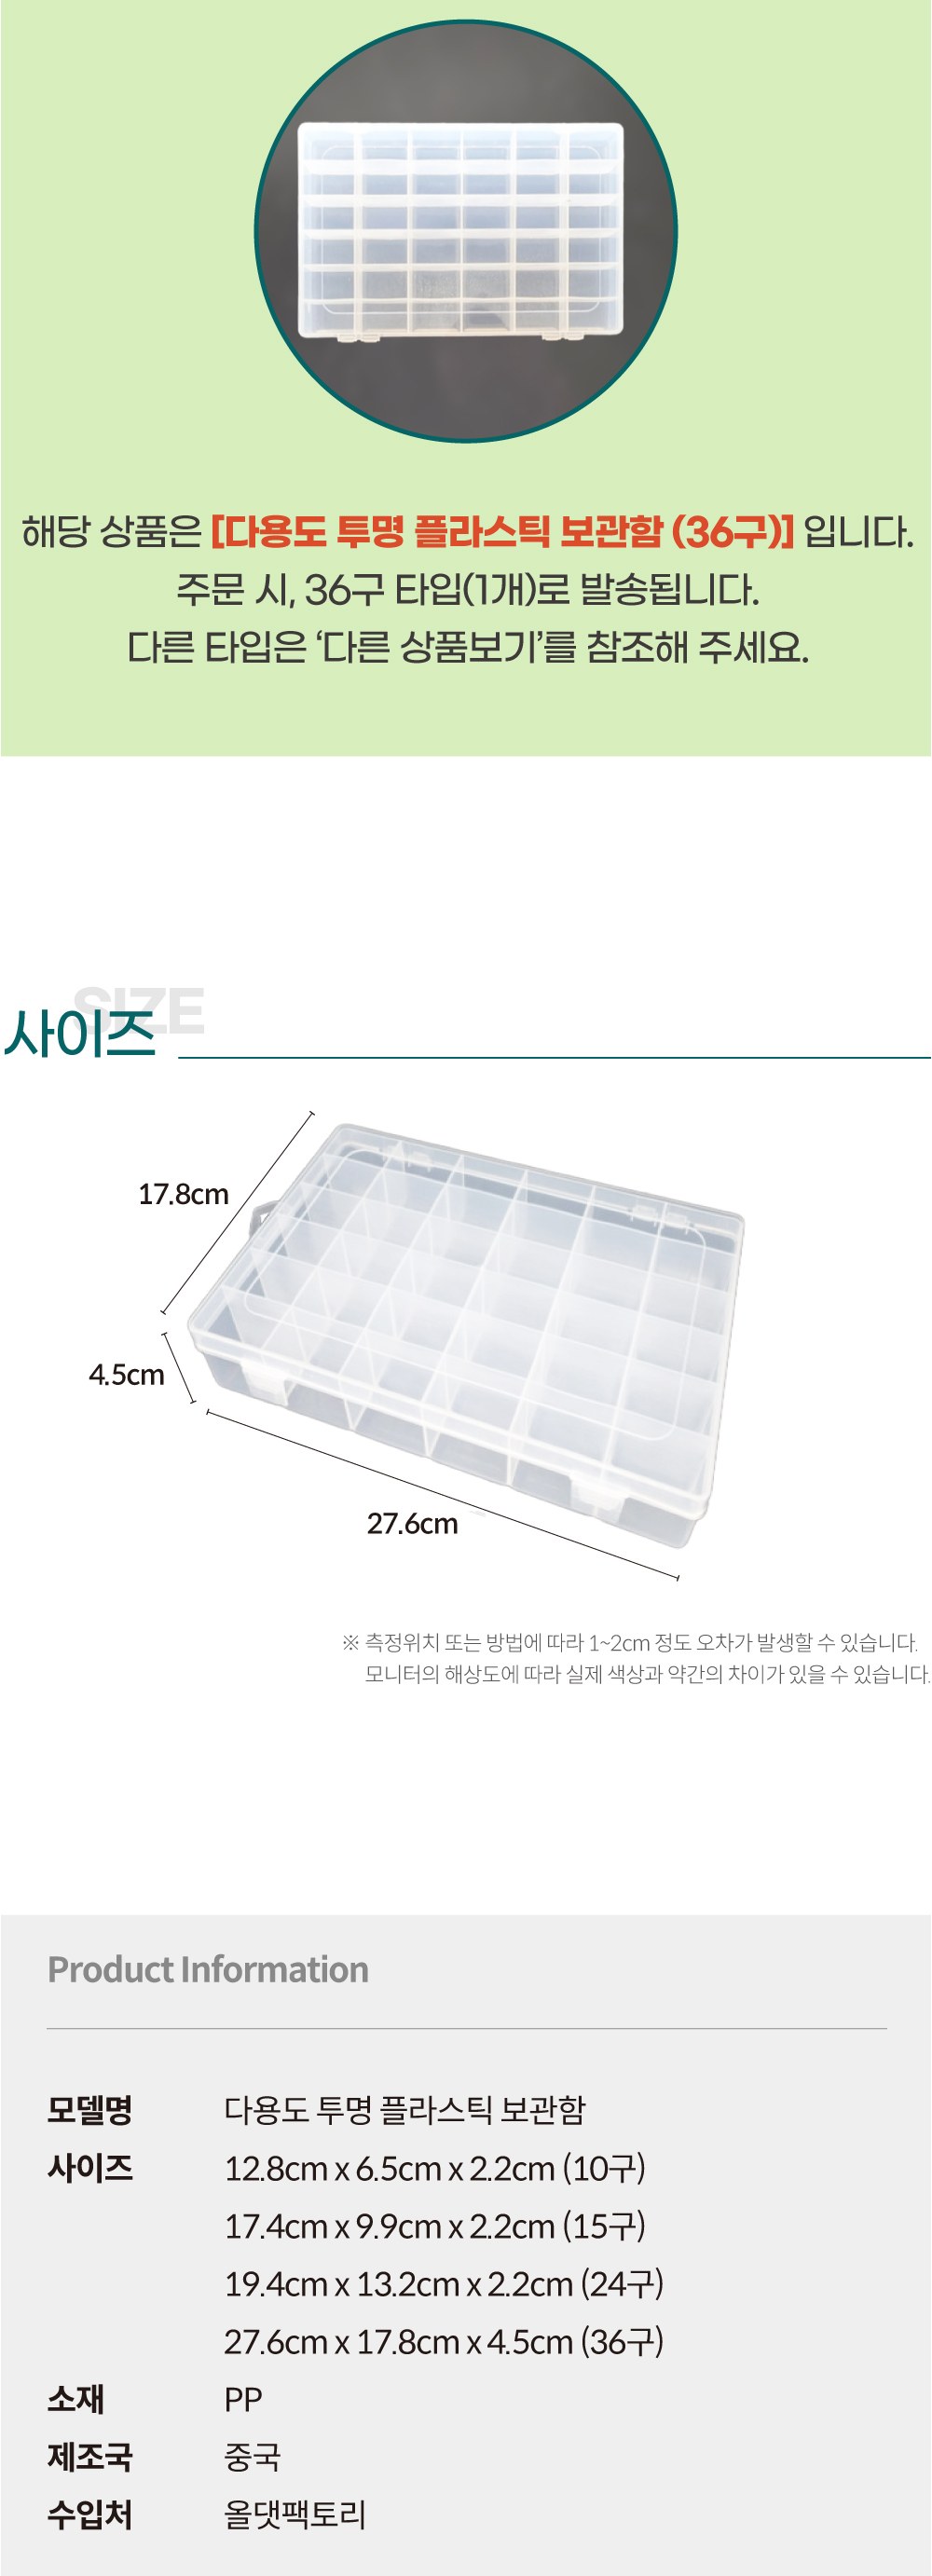 해당 상품은 [다용도 투명 플라스틱 보관함 (36구)] 입니다.
주문 시, 36구 타입(1개)로 발송됩니다.
다른 타입은 ‘다른 상품보기’를 참조해 주세요.
SIZE
사이즈
17.8cm
4.5cm
27.6cm
※ 측정위치 또는 방법에 따라 1~2cm 정도 오차가 발생할 수 있습니다.
모니터의 해상도에 따라 실제 색상과 약간의 차이가 있을 수 있습니다.
Product Information
모델명 다용도 투명 플라스틱 보관함
사이즈 12.8cm x 6.5cm x 2.2cm (10구)
17.4cm x 9.9cm x 2.2cm (15구)
19.4cm x 13.2cm x 2.2cm (24구)
27.6cm x 17.8cm x 4.5cm (36구)
소재 PP
제조국 중국
수입처 올댓팩토리